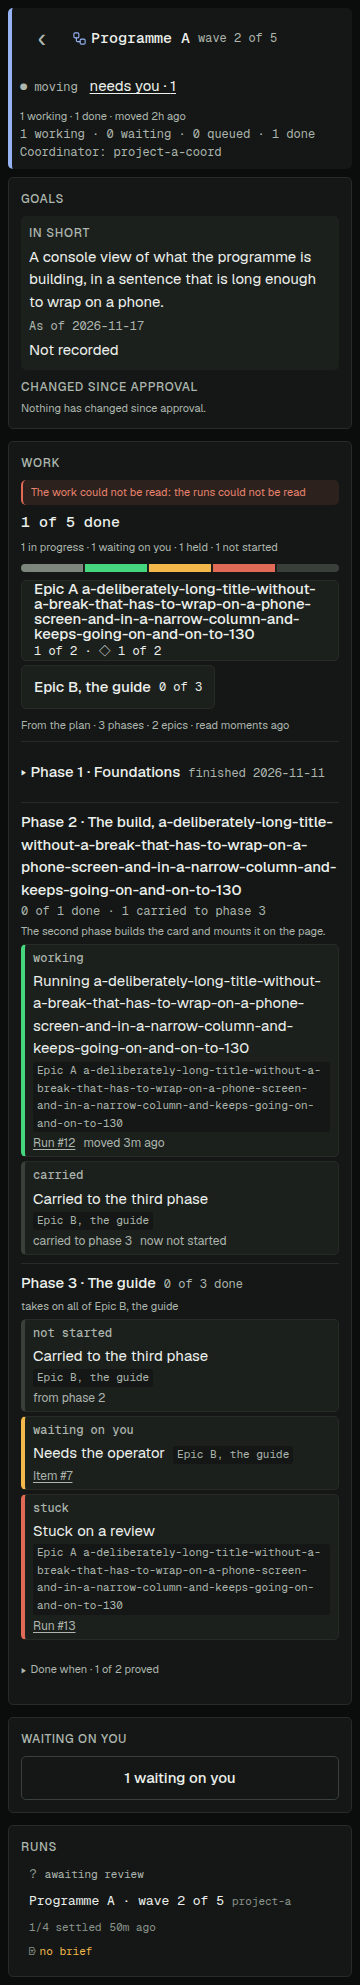 Programme A wave 2 of 5
moving needs you · 1
1 working · 1 done · moved 2h ago
1 working · 0 waiting · 0 queued · 1 done
Coordinator: project-a-coord
GOALS
IN SHORT
A console view of what the programme is
building, in a sentence that is long enough
to wrap on a phone.
As of 2026-11-17
Not recorded
CHANGED SINCE APPROVAL
Nothing has changed since approval.
WORK
The work could not be read: the runs could not be read
1 of 5 done
1 in progress · 1 waiting on you · 1 held · 1 not started
Epic A a-deliberately-long-title-without-
a-break-that-has-to-wrap-on-a-phone-
screen-and-in-a-narrow-column-and-
keeps-going-on-and-on-to-130
1 of 2 · ◇ 1 of 2
Epic B, the guide 0 of 3
From the plan · 3 phases · 2 epics · read moments ago
Phase 1 · Foundations finished 2026-11-11
Phase 2 · The build, a-deliberately-long-title-
without-a-break-that-has-to-wrap-on-a-
phone-screen-and-in-a-narrow-column-and-
keeps-going-on-and-on-to-130
0 of 1 done · 1 carried to phase 3
The second phase builds the card and mounts it on the page.
working
Running a-deliberately-long-title-without-
a-break-that-has-to-wrap-on-a-phone-
screen-and-in-a-narrow-column-and-
keeps-going-on-and-on-to-130
Epic A a-deliberately-long-title-without-a-
break-that-has-to-wrap-on-a-phone-screen-
and-in-a-narrow-column-and-keeps-going-on-
and-on-to-130
Run #12 moved 3m ago
carried
Carried to the third phase
Epic B, the guide
carried to phase 3 now not started
Phase 3 · The guide 0 of 3 done
takes on all of Epic B, the guide
not started
Carried to the third phase
Epic B, the guide
from phase 2
waiting on you
Needs the operator Epic B, the guide
Item #7
stuck
Stuck on a review
Epic A a-deliberately-long-title-without-a-
break-that-has-to-wrap-on-a-phone-screen-
and-in-a-narrow-column-and-keeps-going-on-
and-on-to-130
Run #13
Done when · 1 of 2 proved
WAITING ON YOU
1 waiting on you
RUNS
? awaiting review
Programme A · wave 2 of 5 project-a
1/4 settled 50m ago
no brief